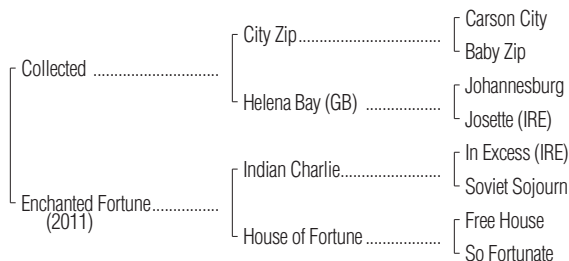 Carson City
City Zip
Baby Zip
Collected
Johannesburg
Helena Bay (GB)
Josette (IRE)
In Excess (IRE)
Indian Charlie
Soviet Sojourn
Enchanted Fortune
(2011)
Free House
House of Fortune
So Fortunate